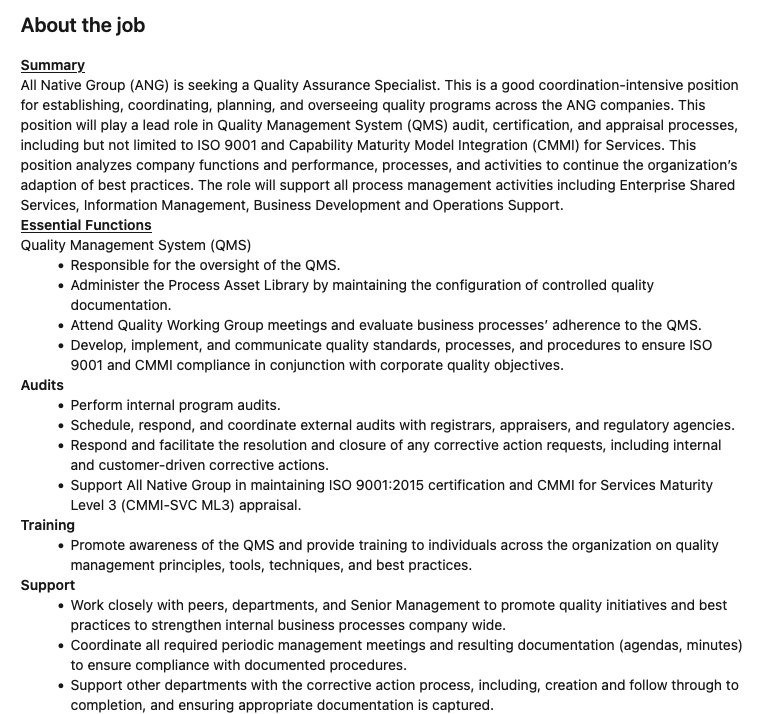 About the job
Summary
All Native Group (ANG) is seeking a Quality Assurance Specialist. This is a good coordination-intensive position
for establishing, coordinating, planning, and overseeing quality programs across the ANG companies. This
position will play a lead role in Quality Management System (QMS) audit, certification, and appraisal processes,
including but not limited to ISO 9001 and Capability Maturity Model Integration (CMMI) for Services. This
position analyzes company functions and performance, processes, and activities to continue the organization's
adaption of best practices. The role will support all process management activities including Enterprise Shared
Services, Information Management, Business Development and Operations Support.
Essential Functions
Quality Management System (QMS)
• Responsible for the oversight of the QMS.
• Administer the Process Asset Library by maintaining the configuration of controlled quality
documentation.
• Attend Quality Working Group meetings and evaluate business processes' adherence to the QMS.
• Develop, implement, and communicate quality standards, processes, and procedures to ensure ISO
9001 and CMMI compliance in conjunction with corporate quality objectives.
Audits
• Perform internal program audits.
• Schedule, respond, and coordinate external audits with registrars, appraisers, and regulatory agencies.
• Respond and facilitate the resolution and closure of any corrective action requests, including internal
and customer-driven corrective actions.
• Support All Native Group in maintaining ISO 9001:2015 certification and CMMI for Services Maturity
Level 3 (CMMI-SVC ML3) appraisal.
Training
• Promote awareness of the QMS and provide training to individuals across the organization on quality
management principles, tools, techniques, and best practices.
Support
• Work closely with peers, departments, and Senior Management to promote quality initiatives and best
practices to strengthen internal business processes company wide.
• Coordinate all required periodic management meetings and resulting documentation (agendas, minutes)
to ensure compliance with documented procedures.
• Support other departments with the corrective action process, including, creation and follow through to
completion, and ensuring appropriate documentation is captured.